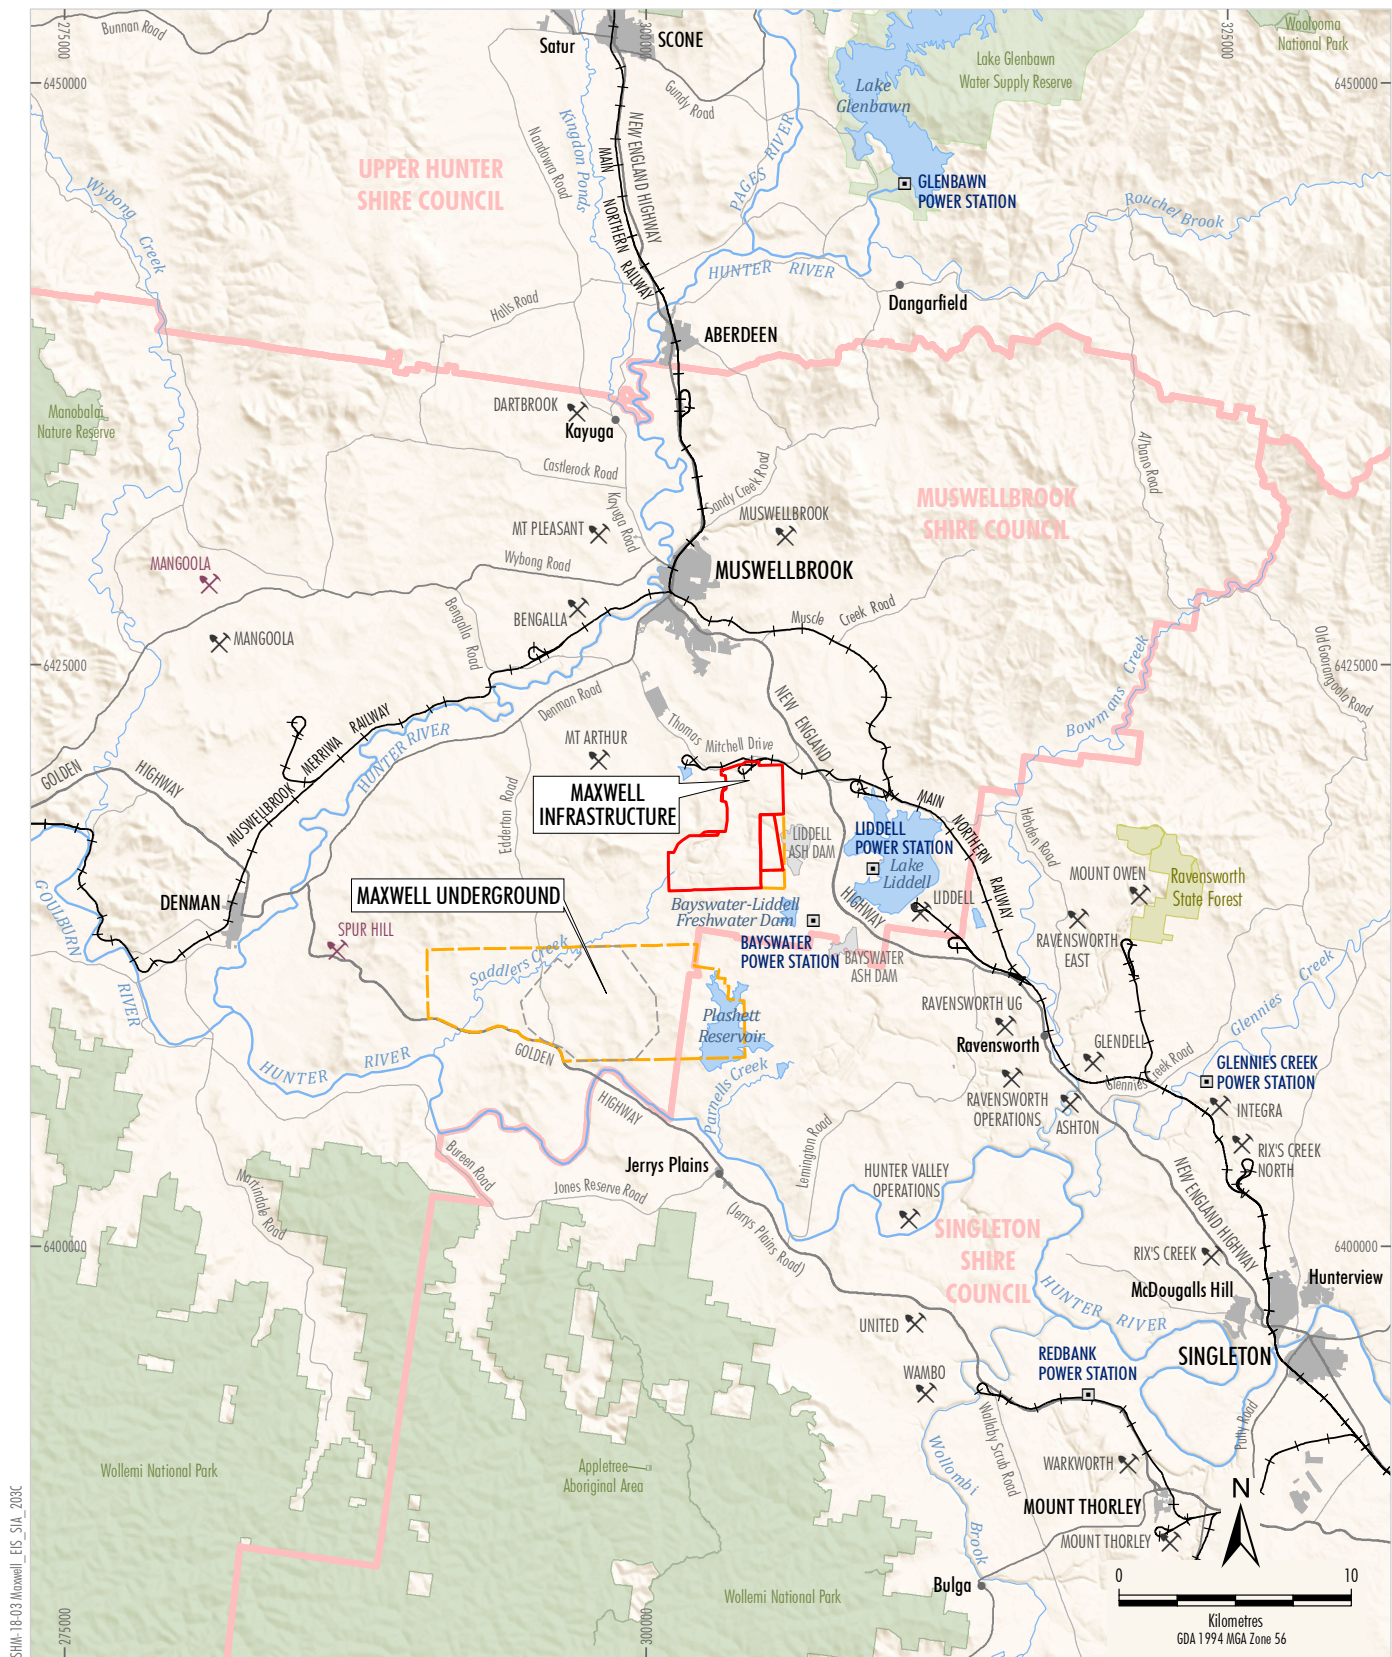 275000
300000
325000
Bunnan Road
Satur
SCONE
Woolooma
National Park
Lake Glenbawn
Water Supply Reserve
6450000
6450000
Gundy Road
Lake
Glenbawn
Kingdon Ponds
Nandowra Road
NEW ENGLAND HIGHWAY
MAIN
NORTHERN RAILWAY
PAGES RIVER
UPPER HUNTER
SHIRE COUNCIL
Wybong
Creek
GLENBAWN
POWER STATION
Rouchel Brook
HUNTER RIVER
Dangarfield
Halls Road
ABERDEEN
Manobalai
Nature Reserve
DARTBROOK
Kayuga
Castlerock Road
Kayuga Road
Sandy Creek Road
Albano Road
MUSWELLBROOK
SHIRE COUNCIL
MT PLEASANT
MUSWELLBROOK
Wybong Road
MUSWELLBROOK
MANGOOLA
MANGOOLA
Bengalla Road
BENGALLA
Muscle
Creek Road
Old Goorangoola Road
6425000
6425000
Bowmans Creek
Denman Road
Thomas
Mitchell Drive
NEW ENGLAND
HIGHWAY
MT ARTHUR
HUNTER RIVER
MUSWELLBROOK
MERRIWA
RAILWAY
GOLDEN
HIGHWAY
Edderton Road
MAXWELL
INFRASTRUCTURE
MAIN
NORTHERN
RAILWAY
Hebden Road
LIDDELL
POWER STATION
LIDDELL
ASH DAM
Lake
Liddell
LIDDELL
MOUNT OWEN
Ravensworth
State Forest
RAVENSWORTH
EAST
MAXWELL UNDERGROUND
DENMAN
GOULBURN
RIVER
SPUR HILL
Bayswater-Liddell
Freshwater Dam
BAYSWATER
POWER STATION
BAYSWATER
ASH DAM
Saddlers Creek
Plashett
Reservoir
RAVENSWORTH UG
Ravensworth
GLENDELL
Glennies Creek
Glennies Creek Road
GLENNIES CREEK
POWER STATION
INTEGRA
RAVENSWORTH
OPERATIONS
ASHTON
GOLDEN
HIGHWAY
HUNTER
RIVER
Parnells Creek
Lemington Road
RIX'S CREEK
NORTH
Bureen Road
Jerrys Plains
Jones Reserve Road
(Jerrys Plains Road)
Martindale Road
HUNTER VALLEY
OPERATIONS
NEW ENGLAND HIGHWAY
SINGLETON
SHIRE
COUNCIL
6400000
6400000
RIX'S CREEK
McDougalls Hill
Hunterview
HUNTER RIVER
UNITED
SINGLETON
REDBANK
POWER STATION
WAMBO
Wallaby Scrub Road
Putty Road
Wollombi
Brook
WARKWORTH
MOUNT THORLEY
MOUNT THORLEY
Wollemi National Park
Appletree
Aboriginal Area
Wollemi National Park
Bulga
N
0
10
Kilometres
GDA 1994 MGA Zone 56
275000
300000
SHM-18-03 Maxwell_EIS_SIA_203C